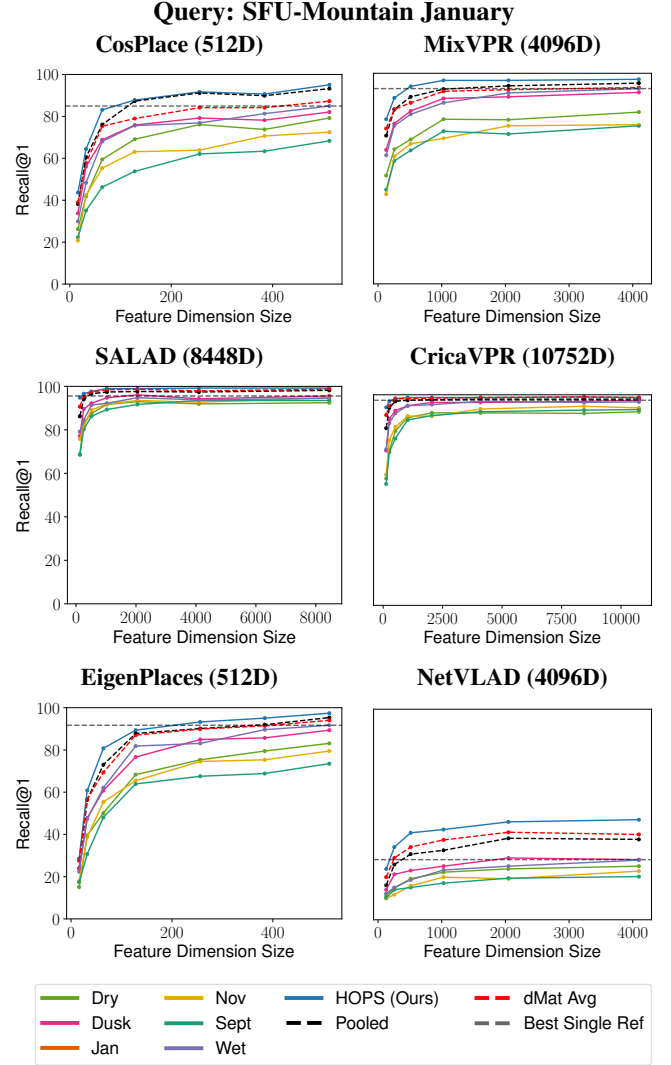 Query: SFU-Mountain January
CosPlace (512D)
MixVPR (4096D)
100
80
60
40
20
0
Recall@1
0 200 400
Feature Dimension Size
0 1000 2000 3000 4000
Feature Dimension Size
SALAD (8448D)
CricaVPR (10752D)
100
80
60
40
20
0
Recall@1
0 2000 4000 6000 8000
Feature Dimension Size
0 2500 5000 7500 10000
Feature Dimension Size
EigenPlaces (512D)
NetVLAD (4096D)
100
80
60
40
20
0
Recall@1
0 200 400
Feature Dimension Size
0 1000 2000 3000 4000
Feature Dimension Size
Dry Nov HOPS (Ours) dMat Avg
Dusk Sept Pooled Best Single Ref
Jan Wet